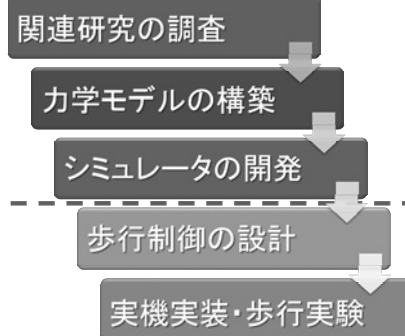 関連研究の調査
力学モデルの構築
シミュレータの開発
歩行制御の設計
実機実装・歩行実験